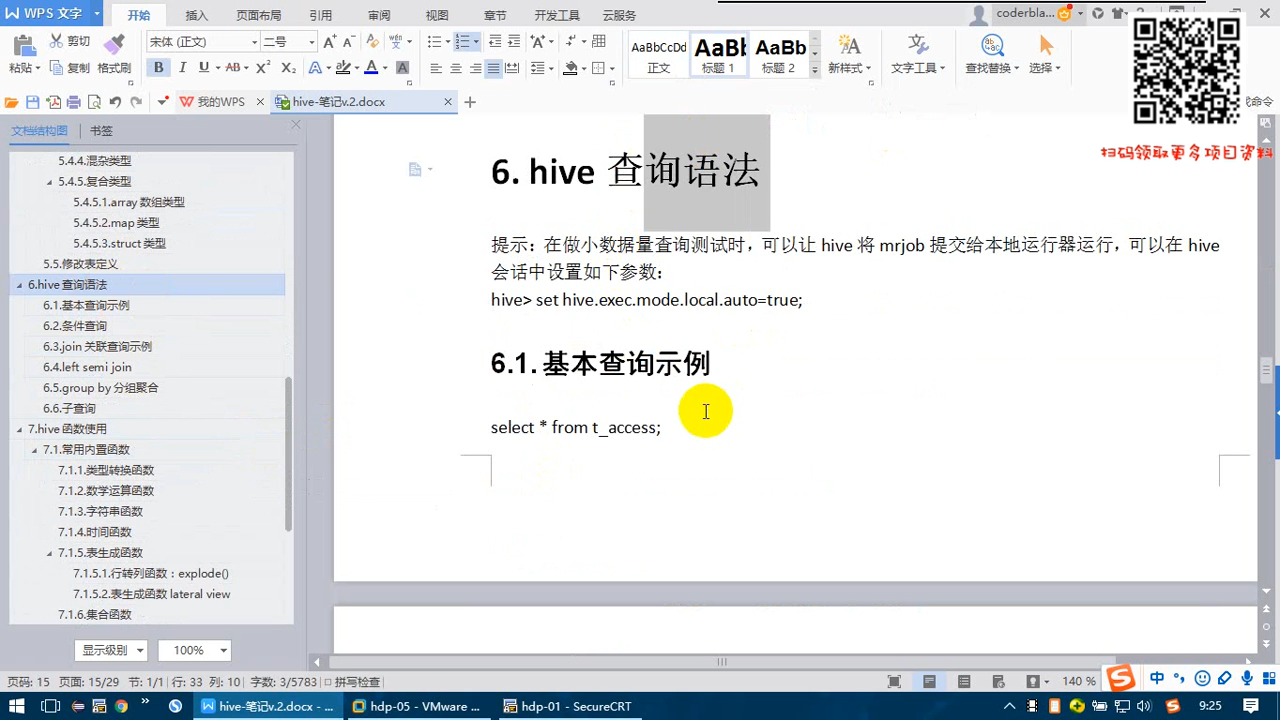 WPS 文字
开始
插入
页面布局
引用
审阅
视图
章节
开发工具
云服务
coderbla...
粘贴
剪切
复制
格式刷
宋体 (正文)
二号
AaBbCcDd
正文
AaBb
标题 1
AaBb
标题 2
新样式
文字工具
查找替换
选择
我的WPS
hive-笔记v.2.docx
找命令
扫码领取更多项目资料
文档结构图
书签
5.4.4.混杂类型
5.4.5.复合类型
5.4.5.1.array 数组类型
5.4.5.2.map 类型
5.4.5.3.struct 类型
5.5.修改表定义
6.hive 查询语法
6.1.基本查询示例
6.2.条件查询
6.3.join 关联查询示例
6.4.left semi join
6.5.group by 分组聚合
6.6.子查询
7.hive 函数使用
7.1.常用内置函数
7.1.1.类型转换函数
7.1.2.数学运算函数
7.1.3.字符串函数
7.1.4.时间函数
7.1.5.表生成函数
7.1.5.1.行转列函数：explode()
7.1.5.2.表生成函数 lateral view
7.1.6.集合函数
显示级别
100%
6. hive 查询语法
提示：在做小数据量查询测试时，可以让 hive 将 mrjob 提交给本地运行器运行，可以在 hive
会话中设置如下参数：
hive> set hive.exec.mode.local.auto=true;
6.1. 基本查询示例
select * from t_access;
页码: 15 页面: 15/29 节: 1/1 行: 33 列: 10 字数: 3/5783 拼写检查
140 %
中
hive-笔记v.2.docx - ...
hdp-05 - VMware ...
hdp-01 - SecureCRT
9:25